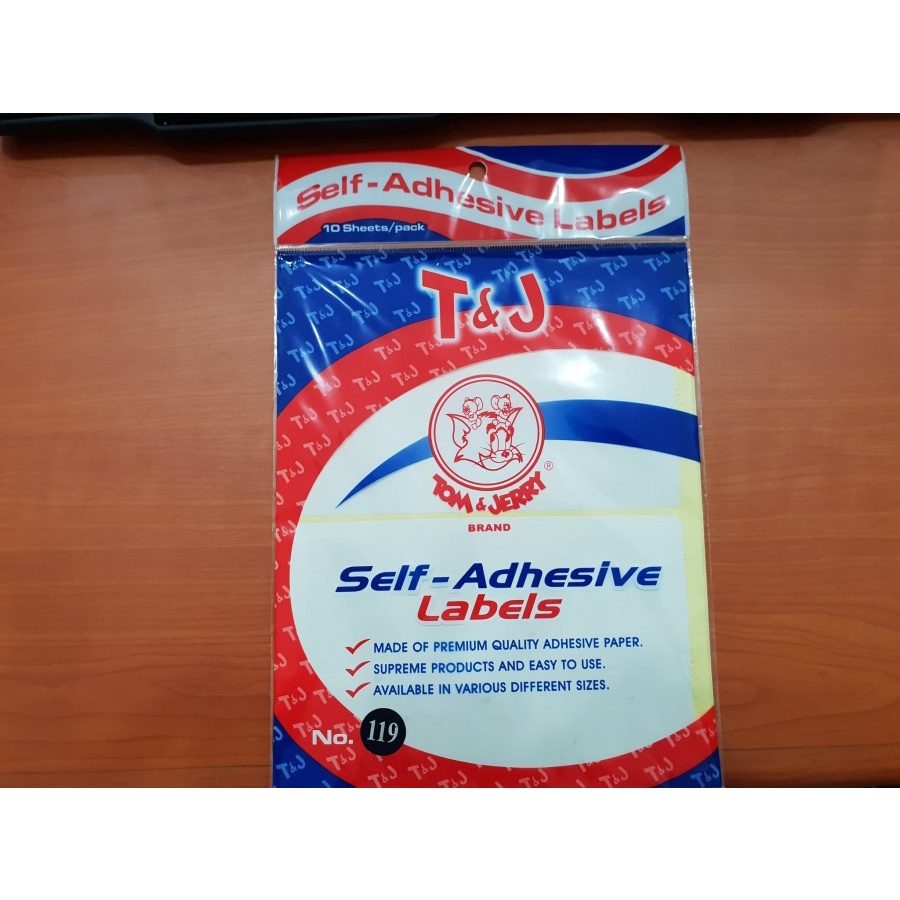 Self-Adhesive Labels
10 Sheets/pack
T&J
TOM & JERRY ®
BRAND
Self-Adhesive
Labels
MADE OF PREMIUM QUALITY ADHESIVE PAPER.
SUPREME PRODUCTS AND EASY TO USE.
AVAILABLE IN VARIOUS DIFFERENT SIZES.
No. 119